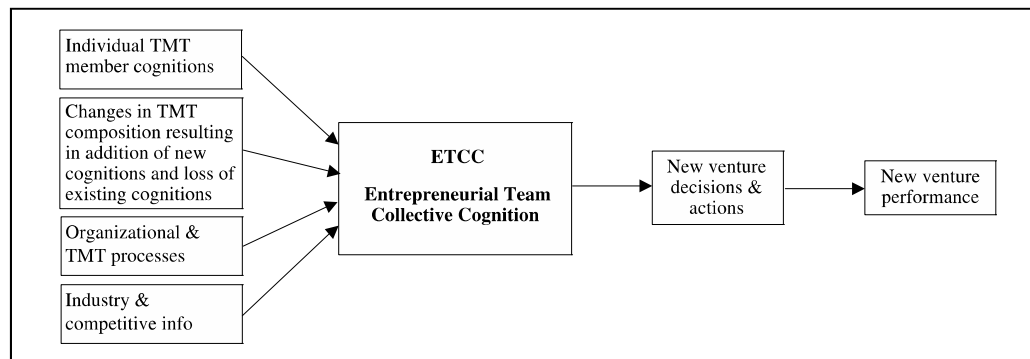 Individual TMT
member cognitions
Changes in TMT
composition resulting
in addition of new
cognitions and loss of
existing cognitions
Organizational &
TMT processes
Industry &
competitive info
ETCC
Entrepreneurial Team
Collective Cognition
New venture
decisions &
actions
New venture
performance